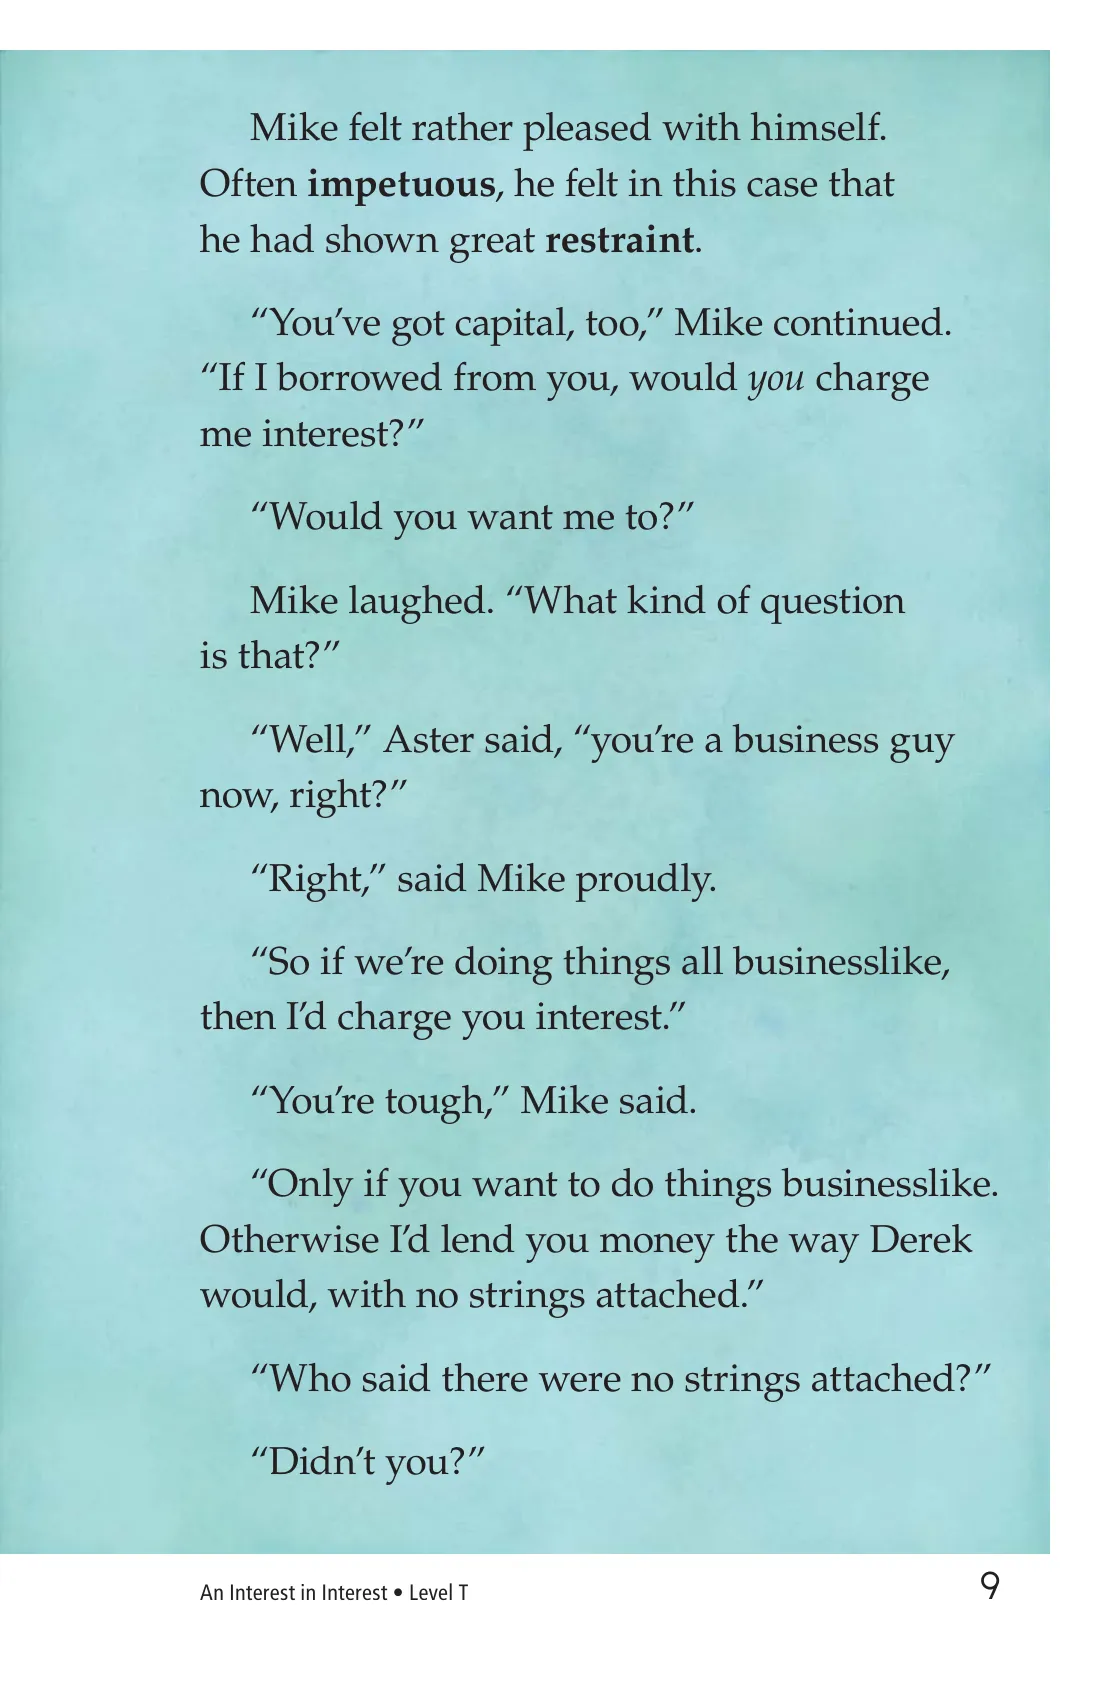 Mike felt rather pleased with himself.
Often impetuous, he felt in this case that
he had shown great restraint.
“You’ve got capital, too,” Mike continued.
“If I borrowed from you, would you charge
me interest?”
“Would you want me to?”
Mike laughed. “What kind of question
is that?”
“Well,” Aster said, “you’re a business guy
now, right?”
“Right,” said Mike proudly.
“So if we’re doing things all businesslike,
then I’d charge you interest.”
“You’re tough,” Mike said.
“Only if you want to do things businesslike.
Otherwise I’d lend you money the way Derek
would, with no strings attached.”
“Who said there were no strings attached?”
“Didn’t you?”
An Interest in Interest • Level T
9